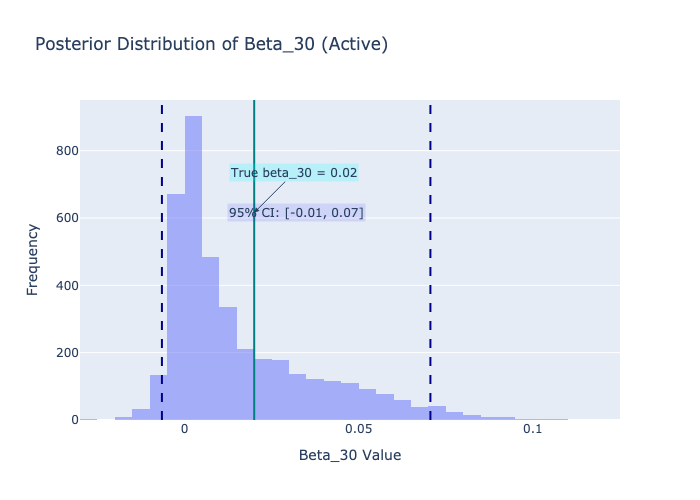 Posterior Distribution of Beta_30 (Active)
800
True beta_30 = 0.02
95% CI: [-0.01, 0.07]
600
Frequency
400
200
0
0
0.05
0.1
Beta_30 Value